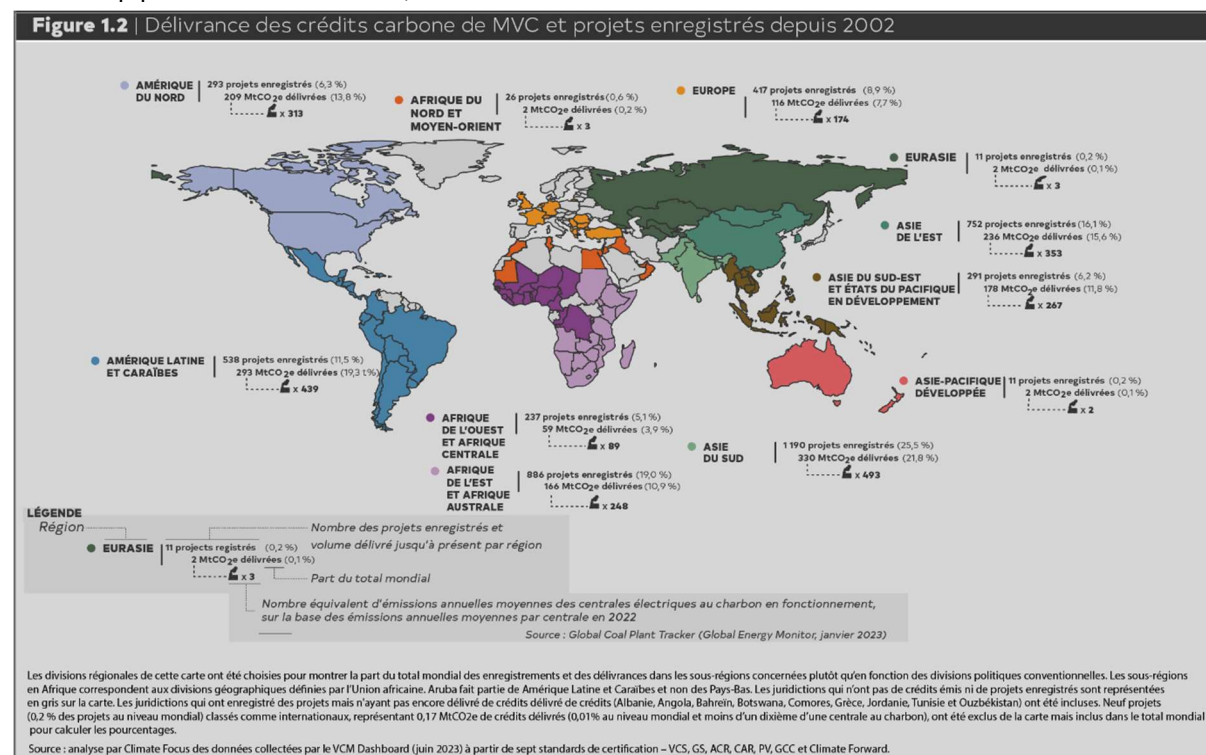 Figure 1.2 | Délivrance des crédits carbone de MVC et projets enregistrés depuis 2002
AMÉRIQUE
DU NORD
293 projets enregistrés (6,3 %)
209 MtCO2e délivrées (13,8 %)
x 313
AFRIQUE DU
NORD ET
MOYEN-ORIENT
26 projets enregistrés (0,6 %)
2 MtCO2e délivrées (0,2 %)
x 3
EUROPE
417 projets enregistrés (8,9 %)
116 MtCO2e délivrées (7,7 %)
x 174
EURASIE
11 projets enregistrés (0,2 %)
2 MtCO2e délivrées (0,1 %)
x 3
ASIE
DE L'EST
752 projets enregistrés (16,1 %)
236 MtCO2e délivrées (15,6 %)
x 353
ASIE DU SUD-EST
ET ÉTATS DU PACIFIQUE
EN DÉVELOPPEMENT
291 projets enregistrés (6,2 %)
178 MtCO2e délivrées (11,8 %)
x 267
AMÉRIQUE LATINE
ET CARAÏBES
538 projets enregistrés (11,5 %)
293 MtCO2e délivrées (19,3 t%)
x 439
ASIE-PACIFIQUE
DÉVELOPPÉE
11 projets enregistrés (0,2 %)
2 MtCO2e délivrées (0,1 %)
x 2
AFRIQUE
DE L'OUEST
ET AFRIQUE
CENTRALE
237 projets enregistrés (5,1 %)
59 MtCO2e délivrées (3,9 %)
x 89
ASIE
DU SUD
1 190 projets enregistrés (25,5 %)
330 MtCO2e délivrées (21,8 %)
x 493
AFRIQUE
DE L'EST
ET AFRIQUE
AUSTRALE
886 projets enregistrés (19,0 %)
166 MtCO2e délivrées (10,9 %)
x 248
LÉGENDE
Région
Nombre des projets enregistrés et
volume délivré jusqu'à présent par région
EURASIE
11 projects registrés (0,2 %)
2 MtCO2e délivrées (0,1 %)
x 3
Part du total mondial
Nombre équivalent d'émissions annuelles moyennes des centrales électriques au charbon en fonctionnement,
sur la base des émissions annuelles moyennes par centrale en 2022
Source : Global Coal Plant Tracker (Global Energy Monitor, janvier 2023)
Les divisions régionales de cette carte ont été choisies pour montrer la part du total mondial des enregistrements et des délivrances dans les sous-régions concernées plutôt qu'en fonction des divisions politiques conventionnelles. Les sous-régions
en Afrique correspondent aux divisions géographiques définies par l'Union africaine. Aruba fait partie de Amérique Latine et Caraïbes et non des Pays-Bas. Les juridictions qui n'ont pas de crédits émis ni de projets enregistrés sont représentées
en gris sur la carte. Les juridictions qui ont enregistré des projets mais n'ayant pas encore délivré de crédits délivré de crédits (Albanie, Angola, Bahreïn, Botswana, Comores, Grèce, Jordanie, Tunisie et Ouzbékistan) ont été incluses. Neuf projets
(0,2 % des projets au niveau mondial) classés comme internationaux, représentant 0,17 MtCO2e de crédits délivrés (0,01% au niveau mondial et moins d'un dixième d'une centrale au charbon), ont été exclus de la carte mais inclus dans le total mondial
pour calculer les pourcentages.
Source : analyse par Climate Focus des données collectées par le VCM Dashboard (juin 2023) à partir de sept standards de certification – VCS, GS, ACR, CAR, PV, GCC et Climate Forward.